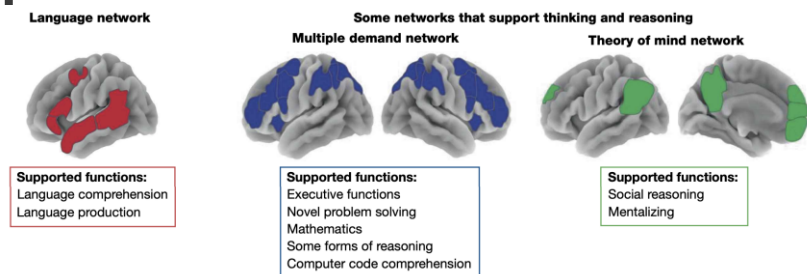 Language network
Some networks that support thinking and reasoning
Multiple demand network
Theory of mind network
Supported functions:
Language comprehension
Language production
Supported functions:
Executive functions
Novel problem solving
Mathematics
Some forms of reasoning
Computer code comprehension
Supported functions:
Social reasoning
Mentalizing